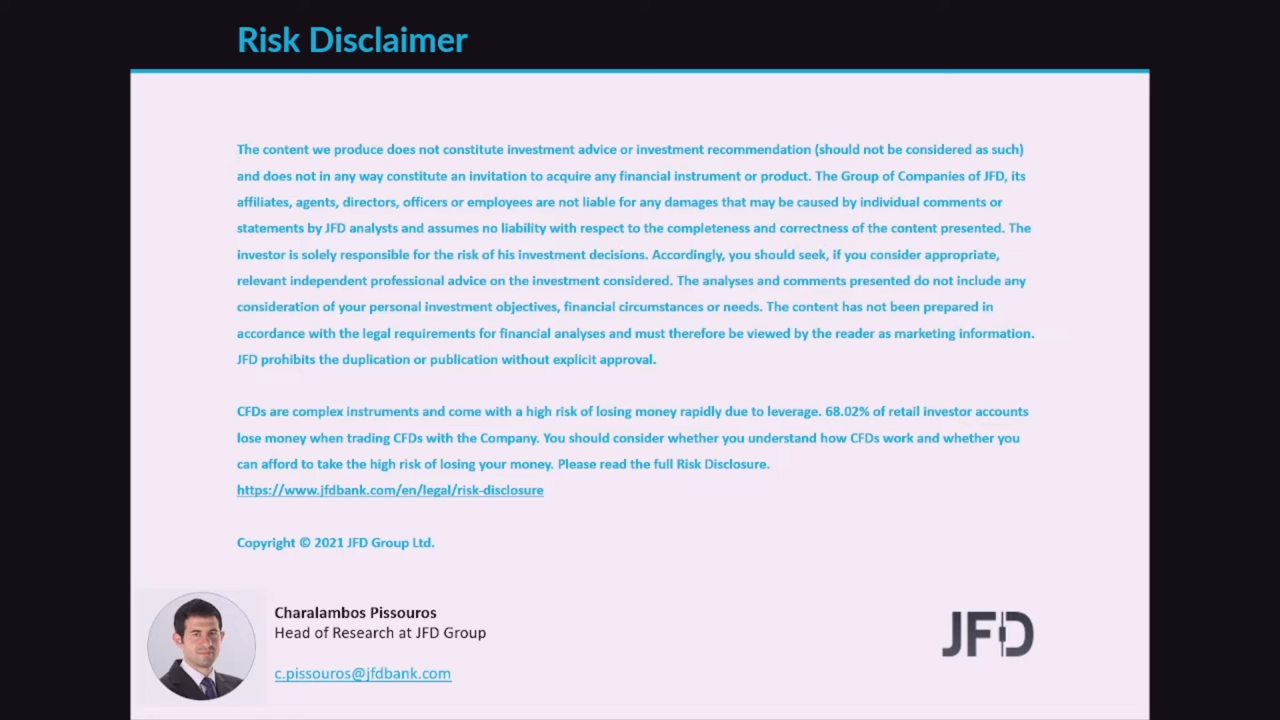 Risk Disclaimer
The content we produce does not constitute investment advice or investment recommendation (should not be considered as such)
and does not in any way constitute an invitation to acquire any financial instrument or product. The Group of Companies of JFD, its
affiliates, agents, directors, officers or employees are not liable for any damages that may be caused by individual comments or
statements by JFD analysts and assumes no liability with respect to the completeness and correctness of the content presented. The
investor is solely responsible for the risk of his investment decisions. Accordingly, you should seek, if you consider appropriate,
relevant independent professional advice on the investment considered. The analyses and comments presented do not include any
consideration of your personal investment objectives, financial circumstances or needs. The content has not been prepared in
accordance with the legal requirements for financial analyses and must therefore be viewed by the reader as marketing information.
JFD prohibits the duplication or publication without explicit approval.
CFDs are complex instruments and come with a high risk of losing money rapidly due to leverage. 68.02% of retail investor accounts
lose money when trading CFDs with the Company. You should consider whether you understand how CFDs work and whether you
can afford to take the high risk of losing your money. Please read the full Risk Disclosure.
https://www.jfdbank.com/en/legal/risk-disclosure
Copyright © 2021 JFD Group Ltd.
Charalambos Pissouros
Head of Research at JFD Group
c.pissouros@jfdbank.com
JFD